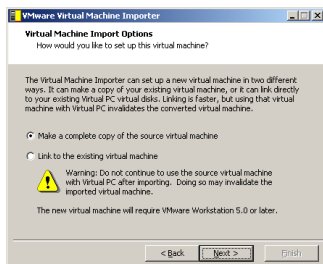 VMware Virtual Machine Importer
Virtual Machine Import Options
How would you like to set up this virtual machine?
The Virtual Machine Importer can set up a new virtual machine in two different
ways. It can make a copy of your existing virtual machine, or it can link directly
to your existing Virtual PC virtual disks. Linking is faster, but using that virtual
machine with Virtual PC invalidates the converted virtual machine.
Make a complete copy of the source virtual machine
Link to the existing virtual machine
Warning: Do not continue to use the source virtual machine
with Virtual PC after importing. Doing so may invalidate the
imported virtual machine.
The new virtual machine will require VMware Workstation 5.0 or later.
< Back
Next >
Finish